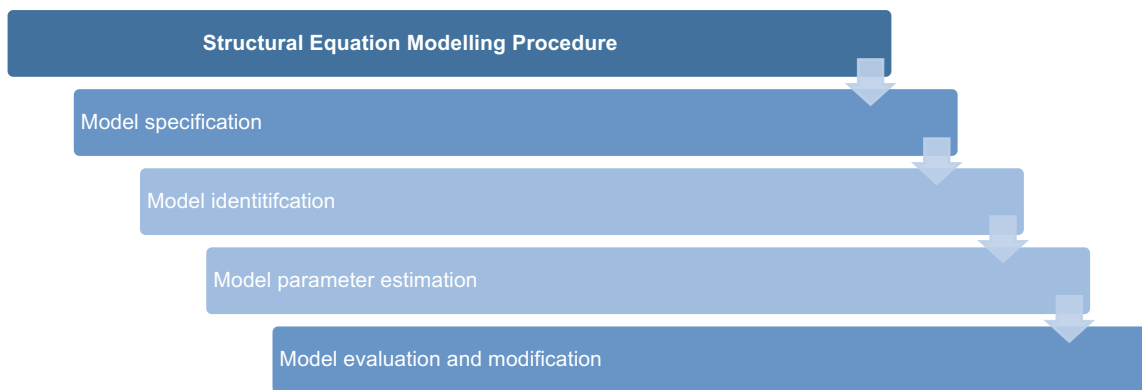 Structural Equation Modelling Procedure
Model specification
Model identitifcation
Model parameter estimation
Model evaluation and modification